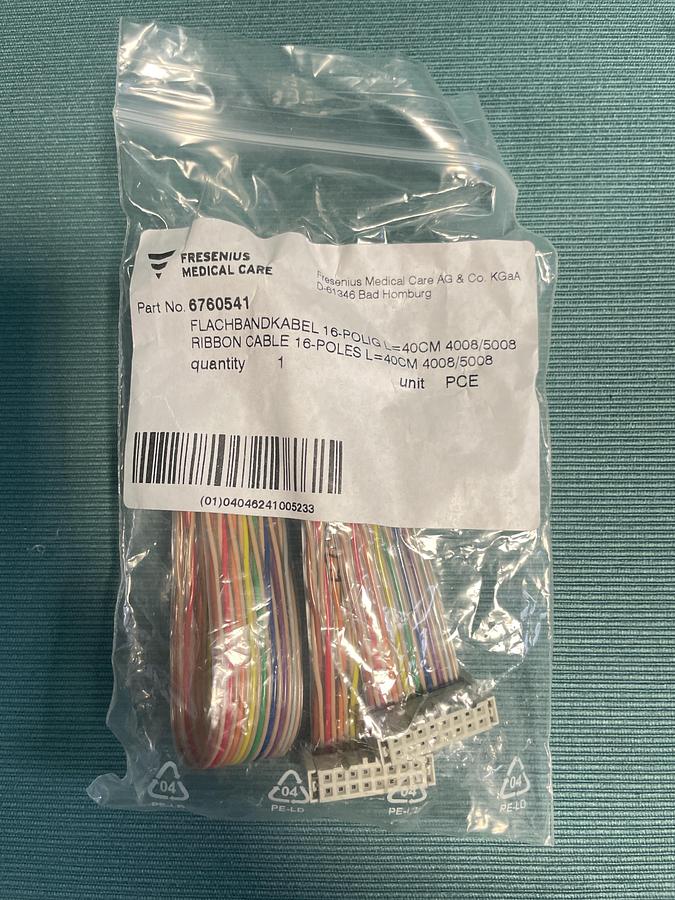 FRESENIUS
MEDICAL CARE
Fresenius Medical Care AG & Co. KGaA
D-61346 Bad Homburg
Part No. 6760541
FLACHBANDKABEL 16-POLIG L=40CM 4008/5008
RIBBON CABLE 16-POLES L=40CM 4008/5008
quantity 1
unit PCE
(01)04046241005233
04
04
04
04
PE-LD
PE-LD